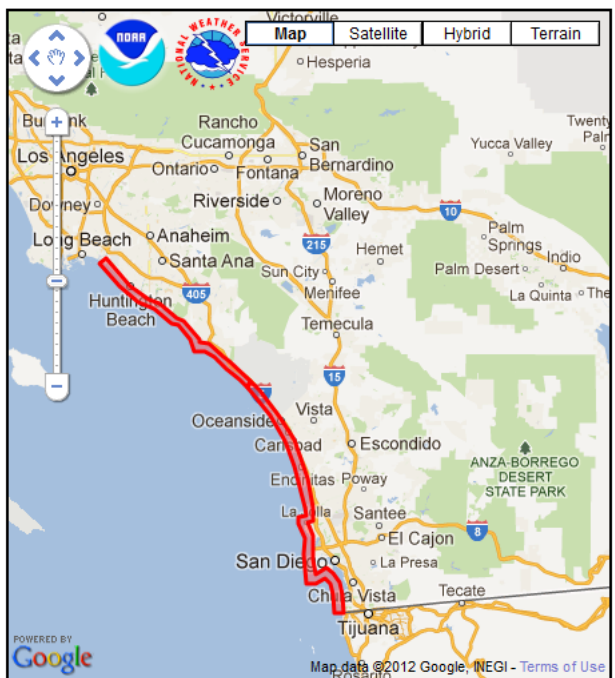 Victorville
Map
Satellite
Hybrid
Terrain
NOAA
NATIONAL WEATHER SERVICE
Hesperia
Rancho
Cucamonga
San
Bernardino
Yucca Valley
Los Angeles
Ontario
Fontana
Downey
Riverside
Moreno
Valley
10
Palm
Springs
Long Beach
Anaheim
215
Hemet
Indio
Santa Ana
Sun City
Palm Desert
Menifee
La Quinta
405
Huntington
Beach
Temecula
15
Oceanside
Vista
Carlsbad
Escondido
Encinitas
Poway
ANZA-BORREGO
DESERT
STATE PARK
La Jolla
Santee
8
El Cajon
San Diego
La Presa
Chula Vista
Tecate
Tijuana
POWERED BY
Google
Map data ©2012 Google, INEGI - Terms of Use